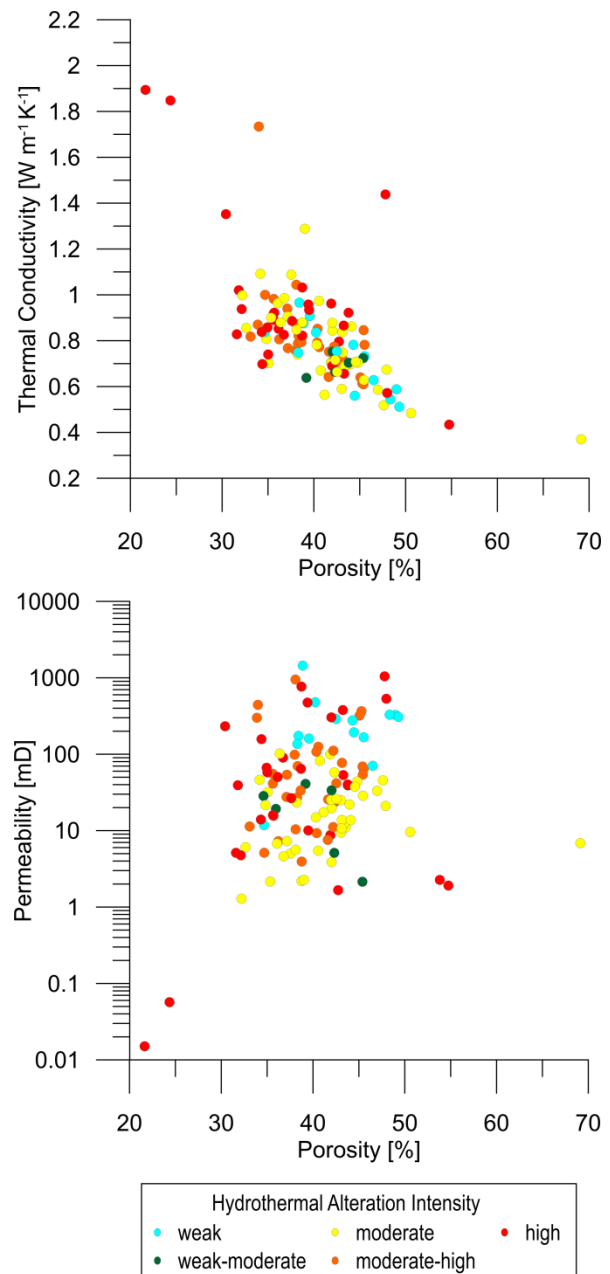 2.2
2
1.8
1.6
1.4
1.2
1
0.8
0.6
0.4
0.2
Thermal Conductivity [W m⁻¹ K⁻¹]
20 30 40 50 60 70
Porosity [%]
10000
1000
100
10
1
0.1
0.01
Permeability [mD]
20 30 40 50 60 70
Porosity [%]
Hydrothermal Alteration Intensity
weak moderate high
weak-moderate moderate-high